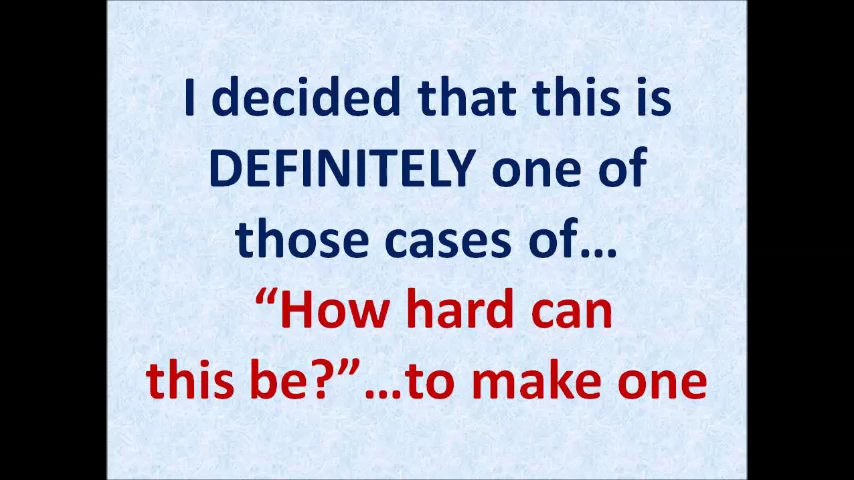 I decided that this is
DEFINITELY one of
those cases of…
“How hard can
this be?”…to make one